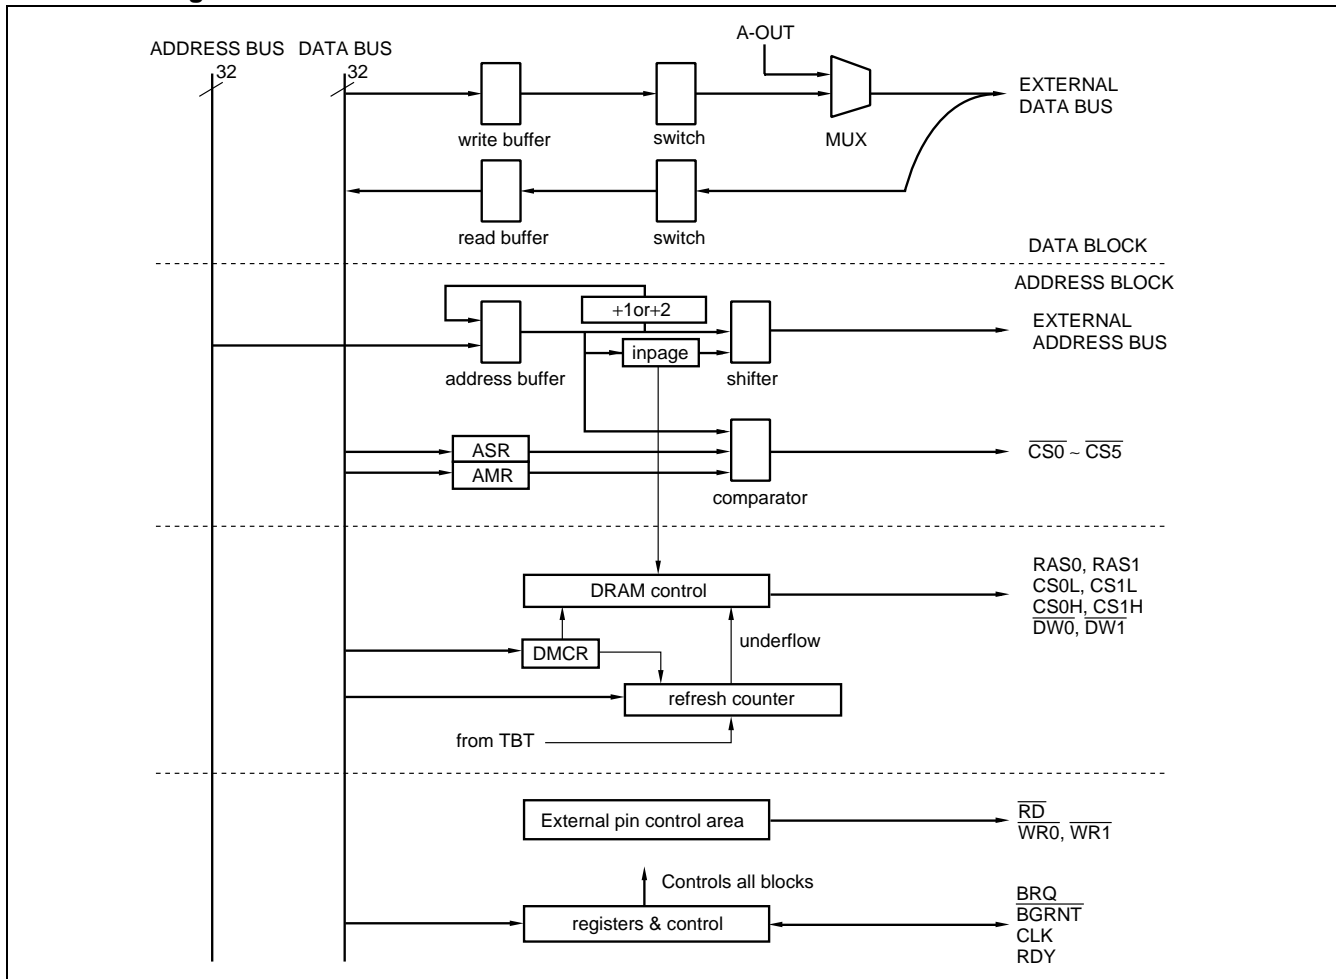 ADDRESS BUS DATA BUS
32 32
A-OUT
EXTERNAL
DATA BUS
write buffer
switch
MUX
read buffer
switch
DATA BLOCK
ADDRESS BLOCK
+1or+2
EXTERNAL
ADDRESS BUS
inpage
address buffer
shifter
ASR
AMR
CS0 ~ CS5
comparator
RAS0, RAS1
CS0L, CS1L
CS0H, CS1H
DW0, DW1
DRAM control
underflow
DMCR
refresh counter
from TBT
External pin control area
RD
WR0, WR1
Controls all blocks
registers & control
BRQ
BGRNT
CLK
RDY